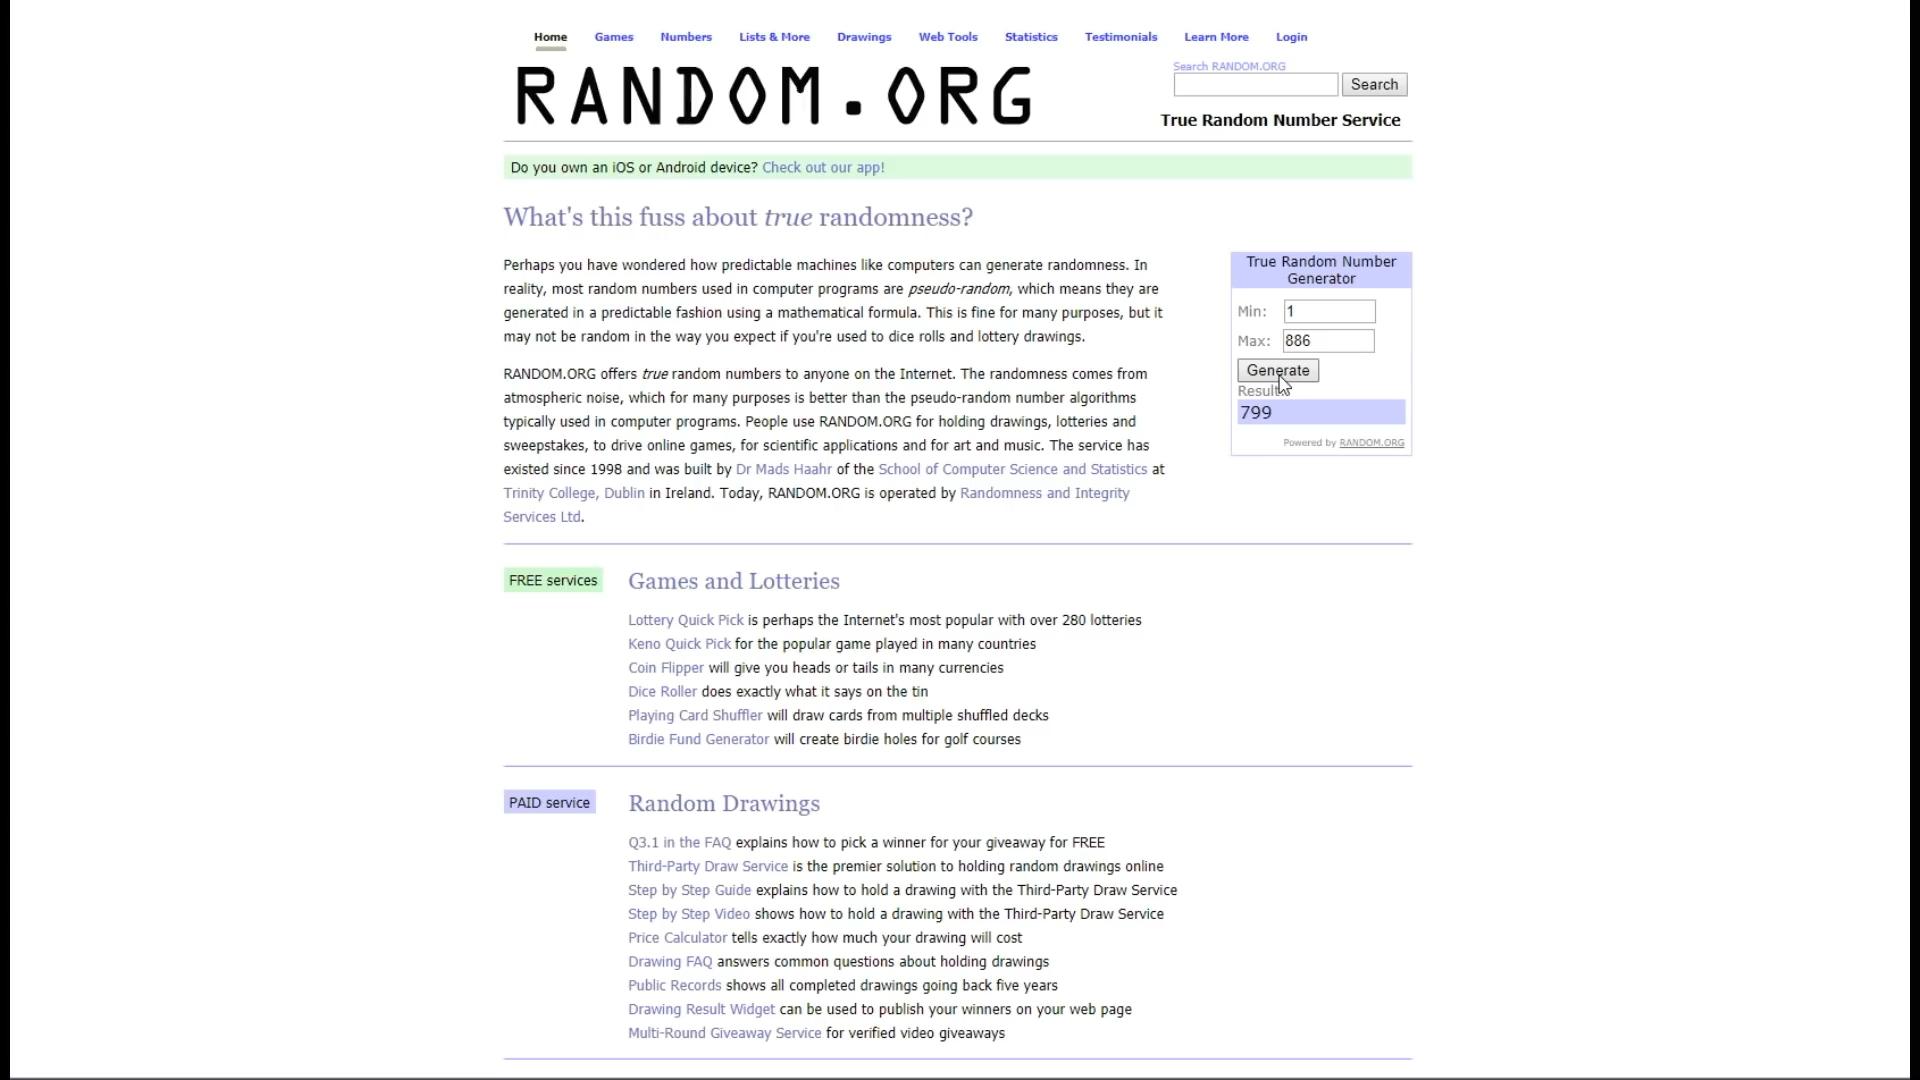 Home Games Numbers Lists & More Drawings Web Tools Statistics Testimonials Learn More Login
RANDOM.ORG
Search RANDOM.ORG
Search
True Random Number Service
Do you own an iOS or Android device? Check out our app!
What's this fuss about true randomness?
Perhaps you have wondered how predictable machines like computers can generate randomness. In
reality, most random numbers used in computer programs are pseudo-random, which means they are
generated in a predictable fashion using a mathematical formula. This is fine for many purposes, but it
may not be random in the way you expect if you're used to dice rolls and lottery drawings.
RANDOM.ORG offers true random numbers to anyone on the Internet. The randomness comes from
atmospheric noise, which for many purposes is better than the pseudo-random number algorithms
typically used in computer programs. People use RANDOM.ORG for holding drawings, lotteries and
sweepstakes, to drive online games, for scientific applications and for art and music. The service has
existed since 1998 and was built by Dr Mads Haahr of the School of Computer Science and Statistics at
Trinity College, Dublin in Ireland. Today, RANDOM.ORG is operated by Randomness and Integrity
Services Ltd.
True Random Number
Generator
Min: 1
Max: 886
Generate
Result:
799
Powered by RANDOM.ORG
FREE services
Games and Lotteries
Lottery Quick Pick is perhaps the Internet's most popular with over 280 lotteries
Keno Quick Pick for the popular game played in many countries
Coin Flipper will give you heads or tails in many currencies
Dice Roller does exactly what it says on the tin
Playing Card Shuffler will draw cards from multiple shuffled decks
Birdie Fund Generator will create birdie holes for golf courses
PAID service
Random Drawings
Q3.1 in the FAQ explains how to pick a winner for your giveaway for FREE
Third-Party Draw Service is the premier solution to holding random drawings online
Step by Step Guide explains how to hold a drawing with the Third-Party Draw Service
Step by Step Video shows how to hold a drawing with the Third-Party Draw Service
Price Calculator tells exactly how much your drawing will cost
Drawing FAQ answers common questions about holding drawings
Public Records shows all completed drawings going back five years
Drawing Result Widget can be used to publish your winners on your web page
Multi-Round Giveaway Service for verified video giveaways